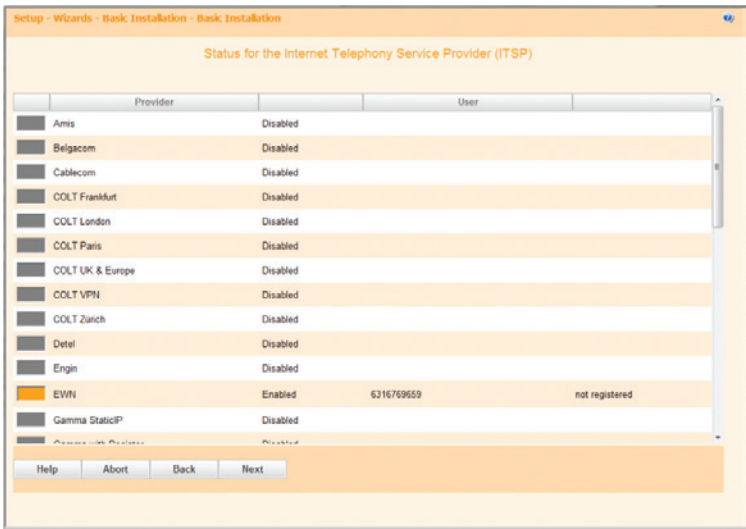 Setup - Wizards - Basic Installation - Basic Installation
Status for the Internet Telephony Service Provider (ITSP)
Provider User
Amis Disabled
Belgacom Disabled
Cablecom Disabled
COLT Frankfurt Disabled
COLT London Disabled
COLT Paris Disabled
COLT UK & Europe Disabled
COLT VPN Disabled
COLT Zürich Disabled
Detel Disabled
Engin Disabled
EWN Enabled 6316769659 not registered
Gamma StaticIP Disabled
Help Abort Back Next